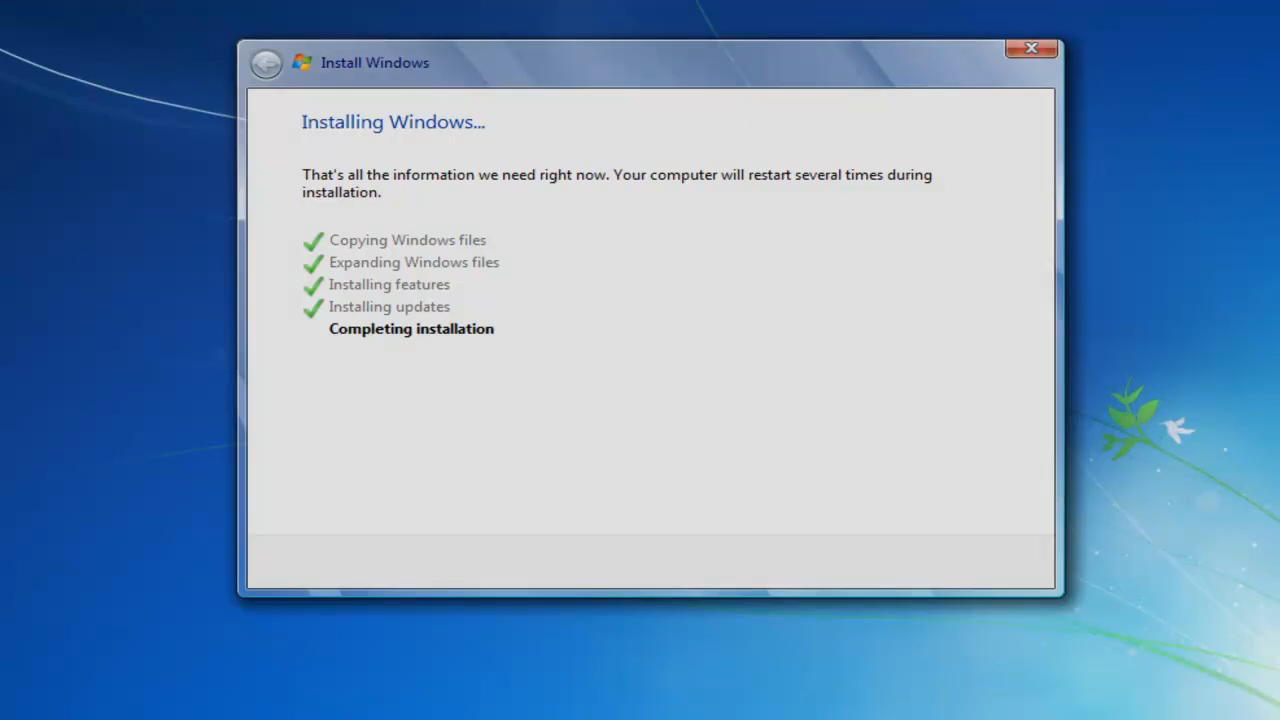 Install Windows
Installing Windows...
That's all the information we need right now. Your computer will restart several times during
installation.
Copying Windows files
Expanding Windows files
Installing features
Installing updates
Completing installation